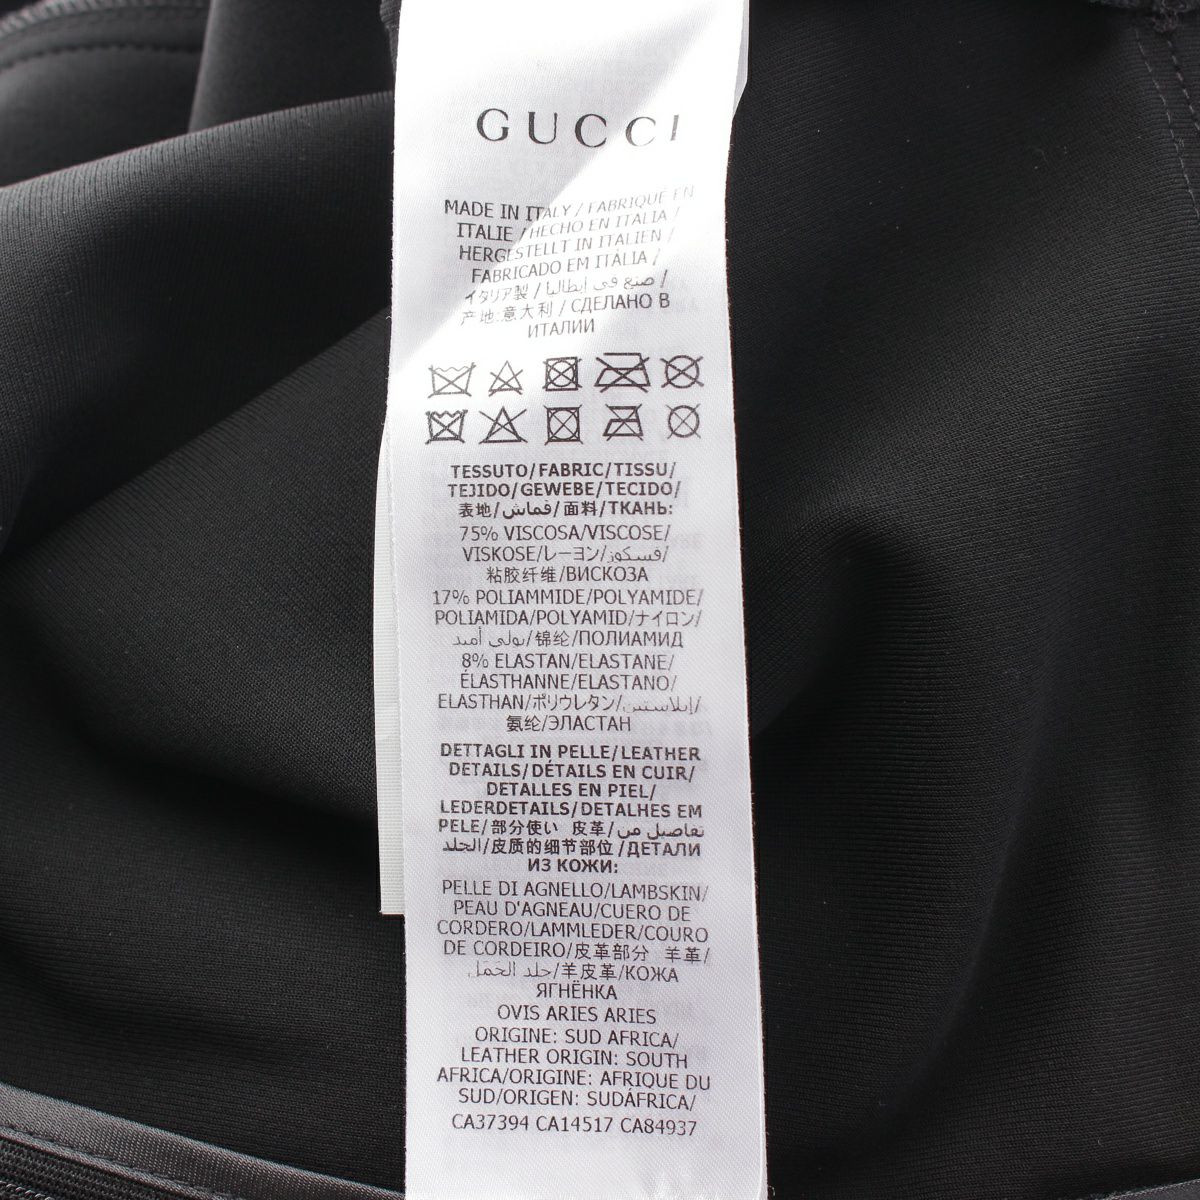 GUCCI
MADE IN ITALY / FABRIQUÉ EN
ITALIE / HECHO EN ITALIA /
HERGESTELLT IN ITALIEN /
FABRICADO EM ITÁLIA /
イタリア製 / صنع في إيطاليا /
产地:意大利 / СДЕЛАНО В
ИТАЛИИ
TESSUTO/FABRIC/TISSU/
TEJIDO/GEWEBE/TECIDO/
表地/قماش/面料/ТКАНЬ:
75% VISCOSA/VISCOSE/
VISKOSE/レーヨン/فسكوز/
粘胶纤维/ВИСКОЗА
17% POLIAMMIDE/POLYAMIDE/
POLIAMIDA/POLYAMID/ナイロン/
بولي أميد/锦纶/ПОЛИАМИД
8% ELASTAN/ELASTANE/
ÉLASTHANNE/ELASTANO/
ELASTHAN/ポリウレタン/إيلاستين/
氨纶/ЭЛАСТАН
DETTAGLI IN PELLE/LEATHER
DETAILS/DÉTAILS EN CUIR/
DETALLES EN PIEL/
LEDERDETAILS/DETALHES EM
PELE/部分使い 皮革/تفاصيل من
الجلد/皮质的细节部位/ДЕТАЛИ
ИЗ КОЖИ:
PELLE DI AGNELLO/LAMBSKIN/
PEAU D'AGNEAU/CUERO DE
CORDERO/LAMMLEDER/COURO
DE CORDEIRO/皮革部分 羊革/
جلد الحَمَل/羊皮革/КОЖА
ЯГНЁНКА
OVIS ARIES ARIES
ORIGINE: SUD AFRICA/
LEATHER ORIGIN: SOUTH
AFRICA/ORIGINE: AFRIQUE DU
SUD/ORIGEN: SUDÁFRICA/
CA37394 CA14517 CA84937